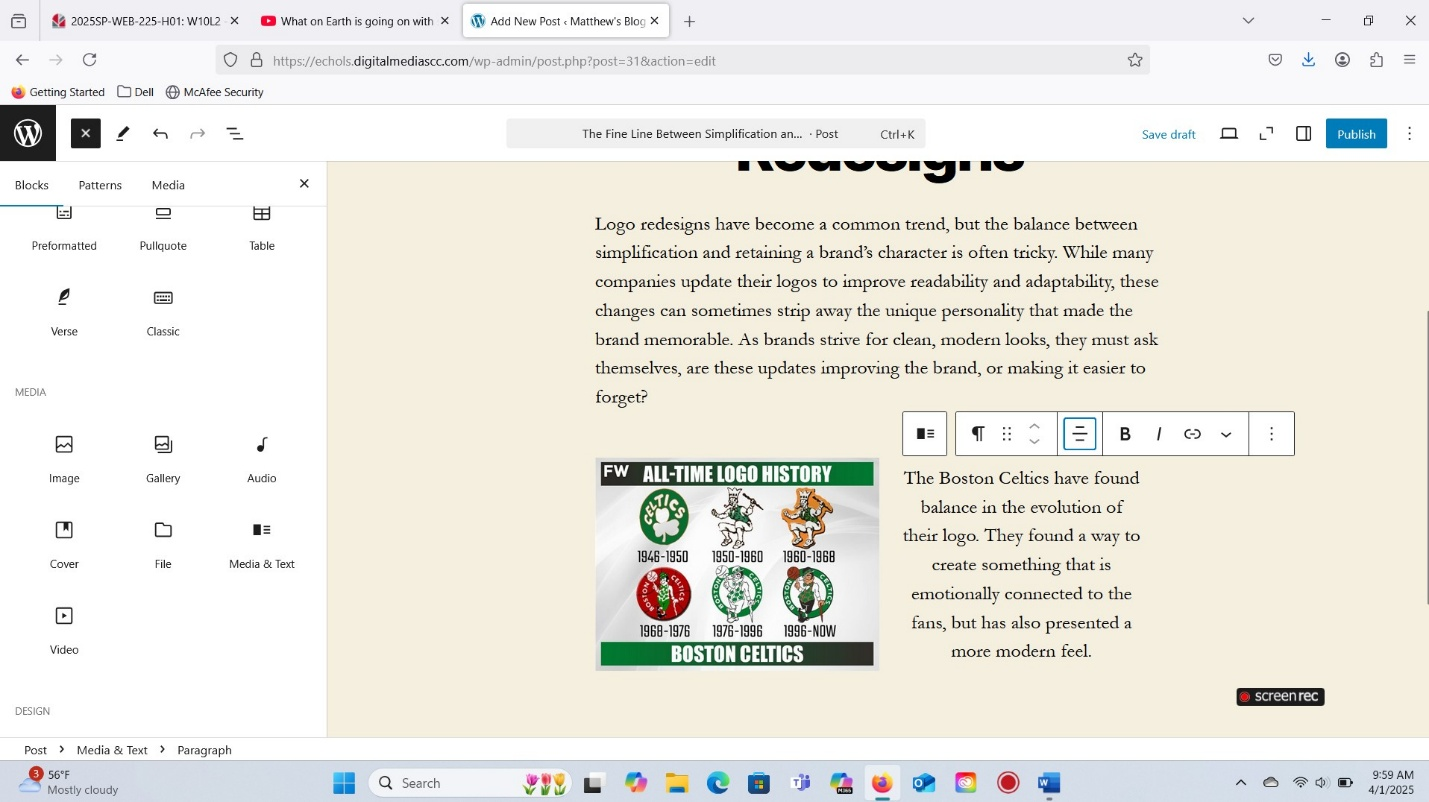 2025SP-WEB-225-H01: W10L2
What on Earth is going on with
Add New Post ‹ Matthew's Blog
https://echols.digitalmediascc.com/wp-admin/post.php?post=31&action=edit
Getting Started
Dell
McAfee Security
The Fine Line Between Simplification an... · Post
Ctrl+K
Save draft
Publish
Blocks
Patterns
Media
Preformatted
Pullquote
Table
Verse
Classic
MEDIA
Image
Gallery
Audio
Cover
File
Media & Text
Video
DESIGN
Redesigns
Logo redesigns have become a common trend, but the balance between
simplification and retaining a brand’s character is often tricky. While many
companies update their logos to improve readability and adaptability, these
changes can sometimes strip away the unique personality that made the
brand memorable. As brands strive for clean, modern looks, they must ask
themselves, are these updates improving the brand, or making it easier to
forget?
B I
FW ALL-TIME LOGO HISTORY
CELTICS
1946-1950 1950-1960 1960-1968
BOSTON CELTICS
1968-1976 1976-1996 1996-NOW
BOSTON CELTICS
The Boston Celtics have found
balance in the evolution of
their logo. They found a way to
create something that is
emotionally connected to the
fans, but has also presented a
more modern feel.
screenrec
Post > Media & Text > Paragraph
3
56°F
Mostly cloudy
Search
9:59 AM
4/1/2025